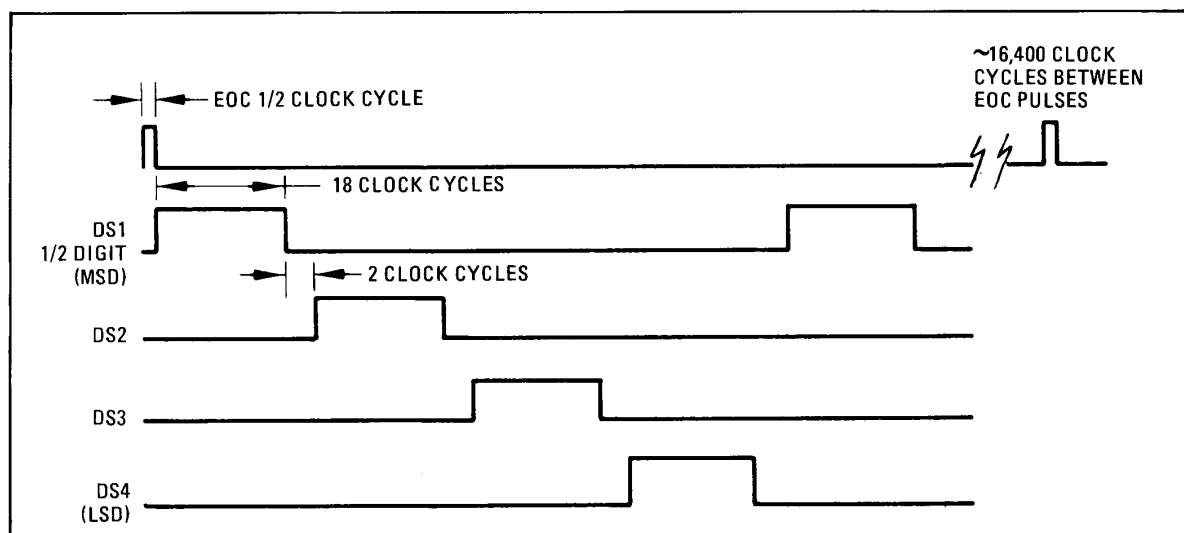 ~16,400 CLOCK
CYCLES BETWEEN
EOC PULSES
EOC 1/2 CLOCK CYCLE
18 CLOCK CYCLES
DS1
1/2 DIGIT
(MSD)
2 CLOCK CYCLES
DS2
DS3
DS4
(LSD)